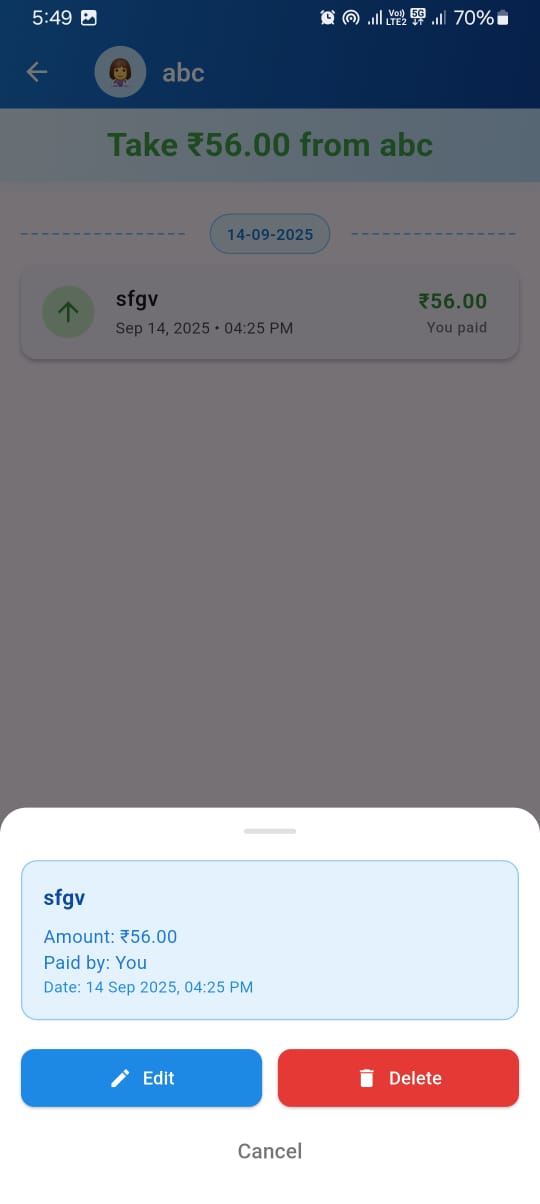 5:49
Vo)) LTE2 5G 70%
abc
Take ₹56.00 from abc
14-09-2025
sfgv
₹56.00
Sep 14, 2025 • 04:25 PM
You paid
sfgv
Amount: ₹56.00
Paid by: You
Date: 14 Sep 2025, 04:25 PM
Edit
Delete
Cancel